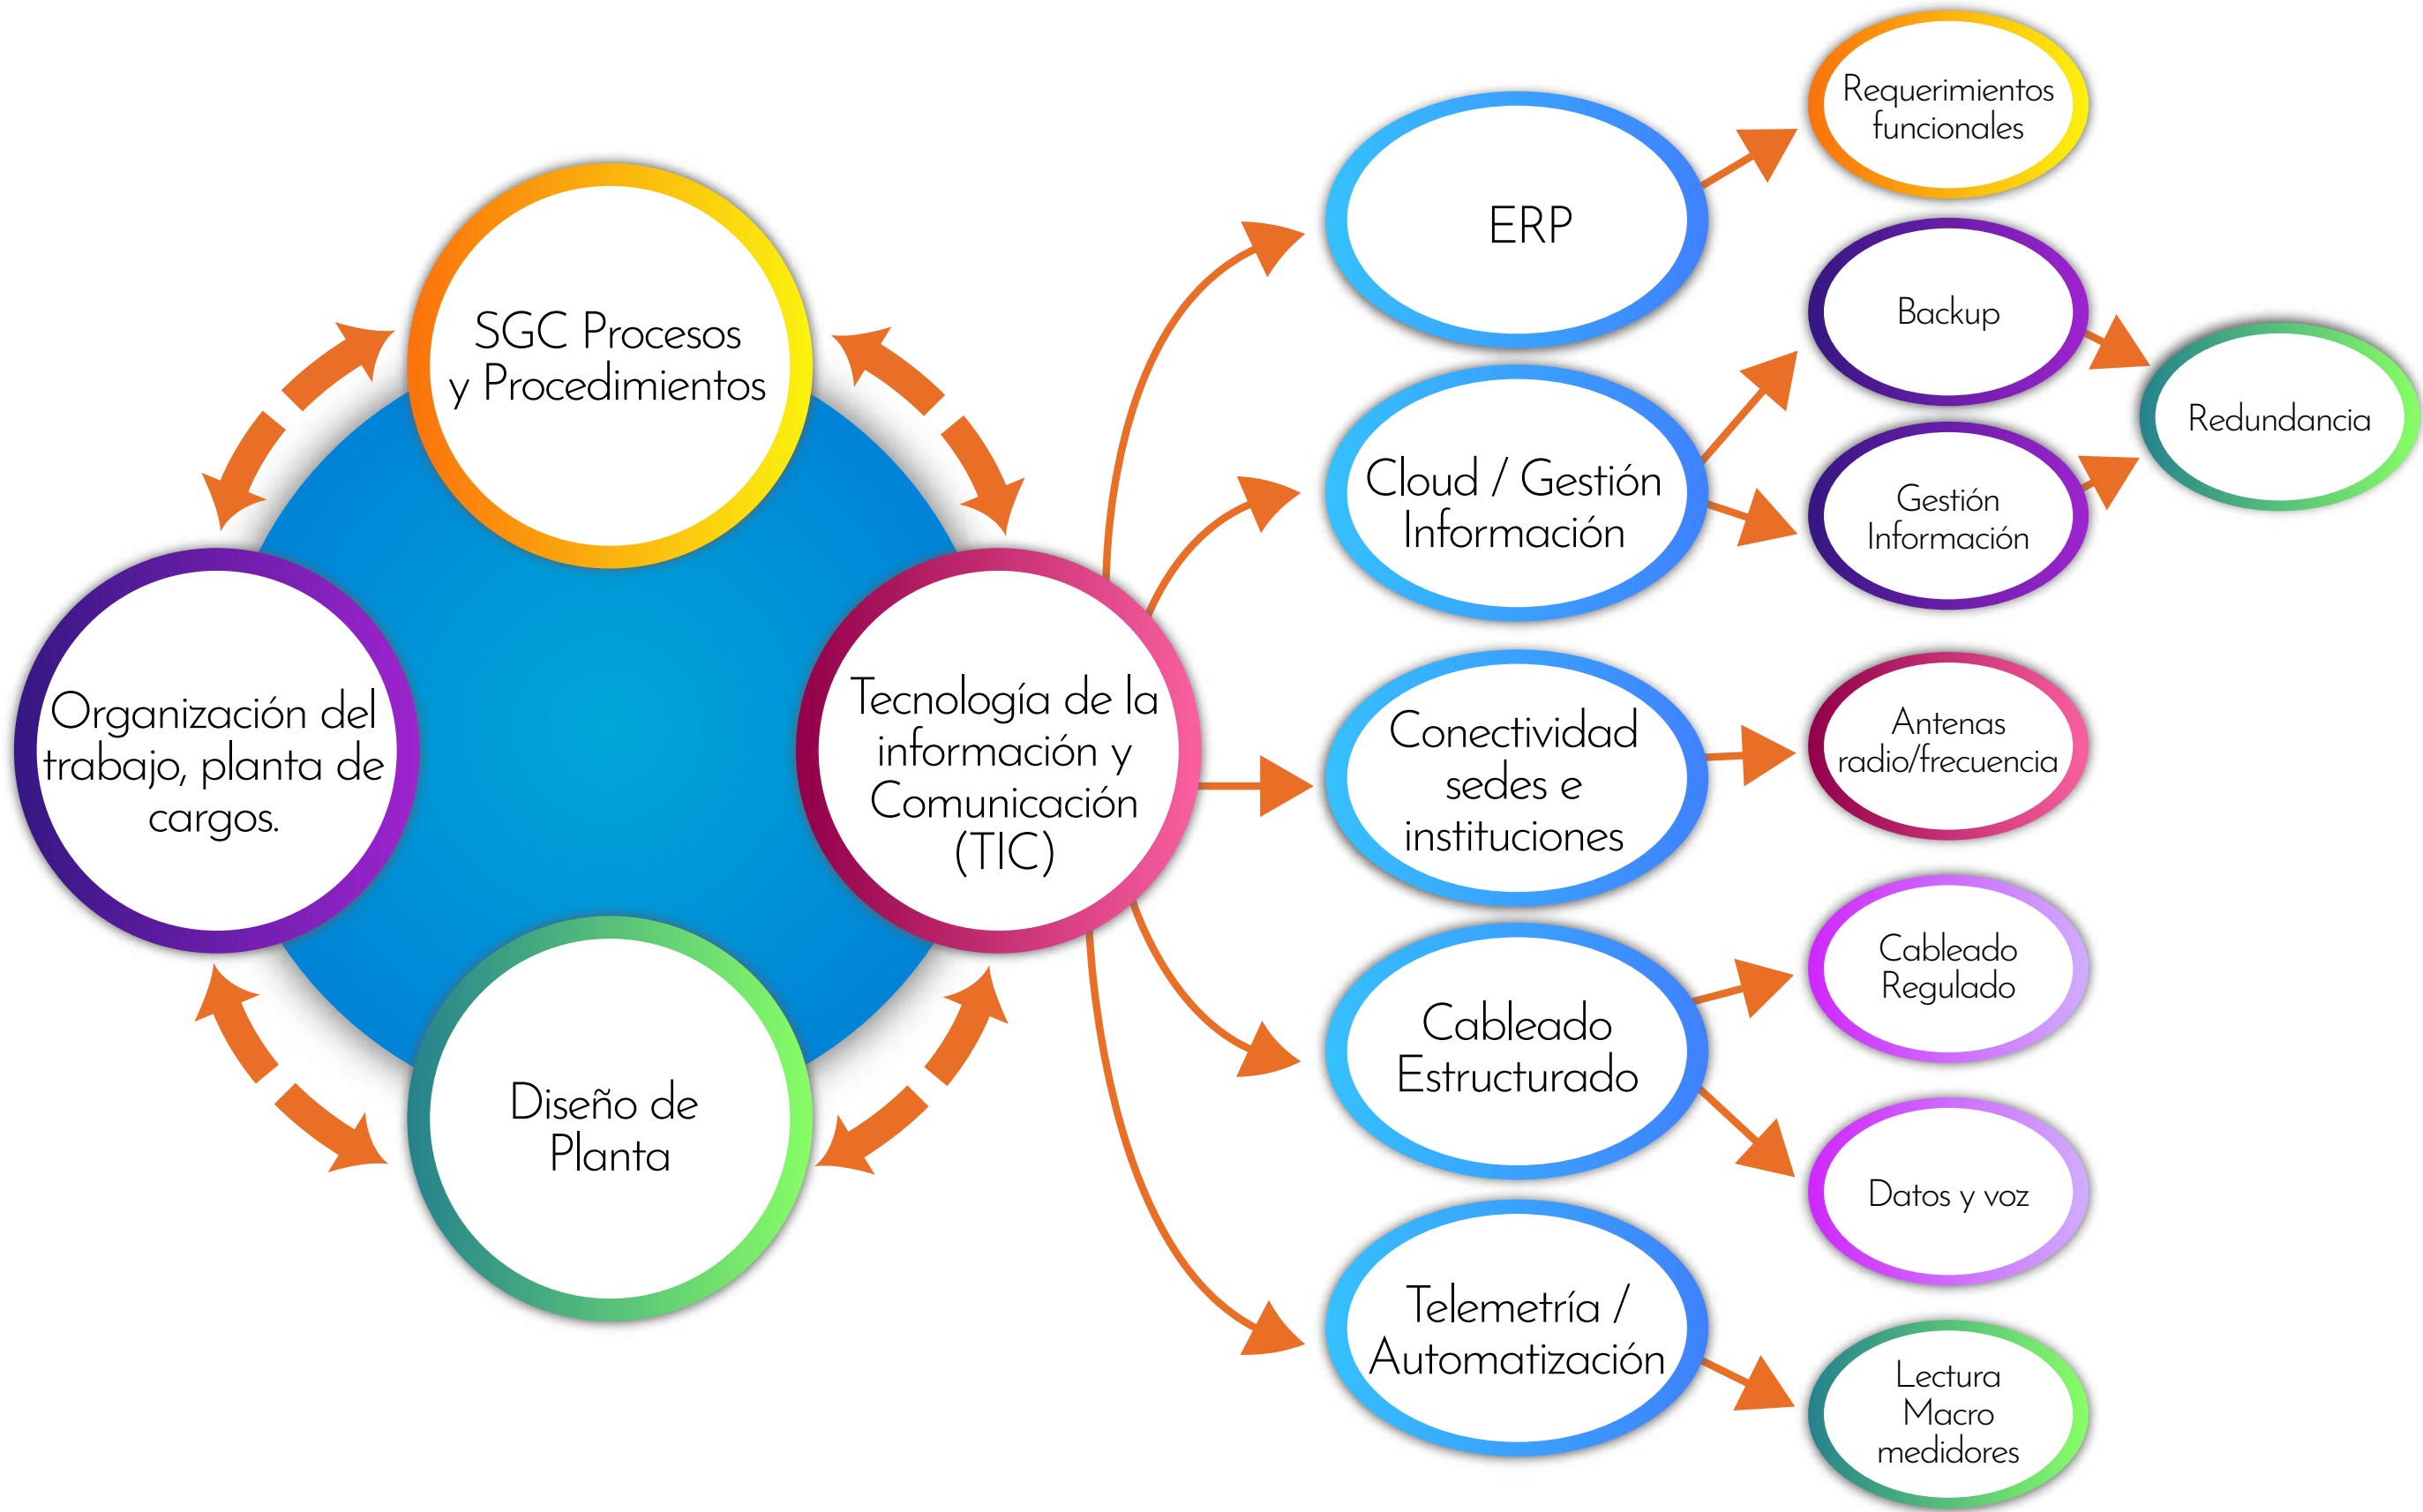 SGC Procesos
y Procedimientos
Organización del
trabajo, planta de
cargos.
Tecnología de la
información y
Comunicación
(TIC)
Diseño de
Planta
ERP
Cloud / Gestión
Información
Conectividad
sedes e
instituciones
Cableado
Estructurado
Telemetría /
Automatización
Requerimientos
funcionales
Backup
Gestión
Información
Redundancia
Antenas
radio/frecuencia
Cableado
Regulado
Datos y voz
Lectura
Macro
medidores